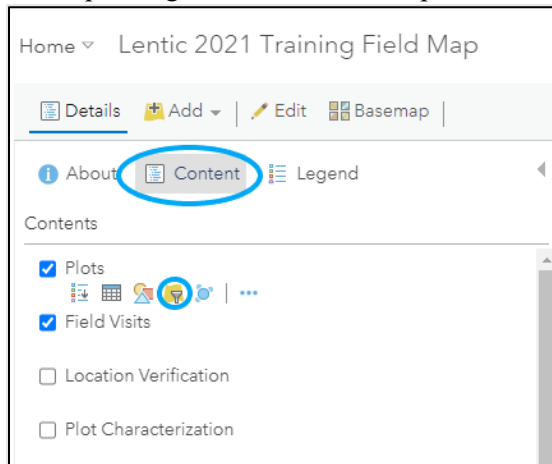 Home Lentic 2021 Training Field Map
Details Add Edit Basemap
About Content Legend
Contents
Plots
Field Visits
Location Verification
Plot Characterization